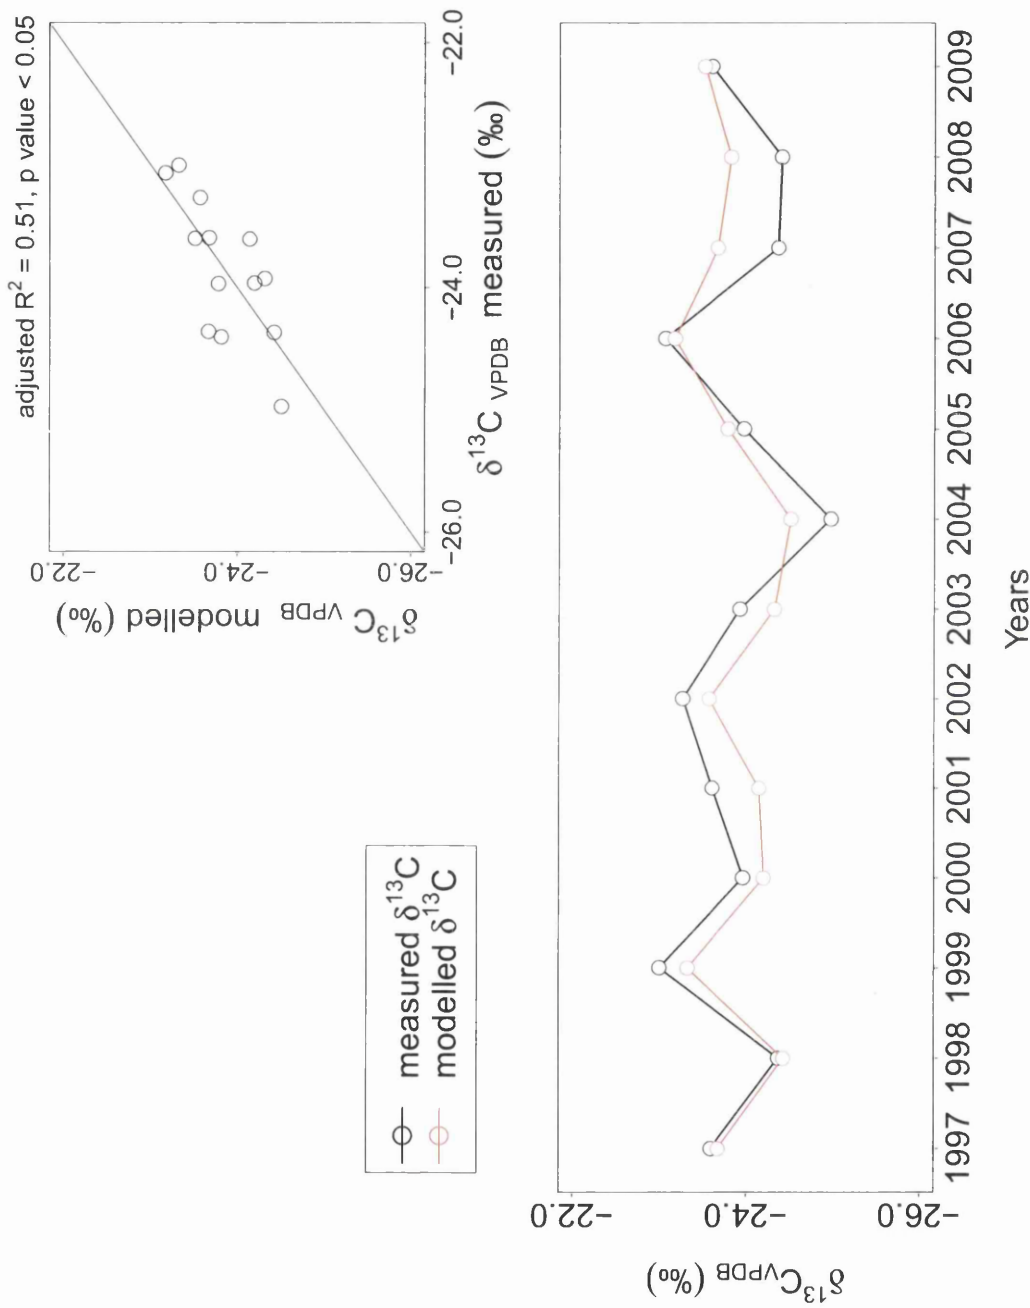 adjusted R² = 0.51, p value < 0.05
δ¹³C VPDB modelled (‰)
−22.0
−24.0
−26.0
−26.0 −24.0 −22.0
δ¹³C VPDB measured (‰)
measured δ¹³C
modelled δ¹³C
δ¹³CVPDB (‰)
−22.0
−24.0
−26.0
1997 1998 1999 2000 2001 2002 2003 2004 2005 2006 2007 2008 2009
Years